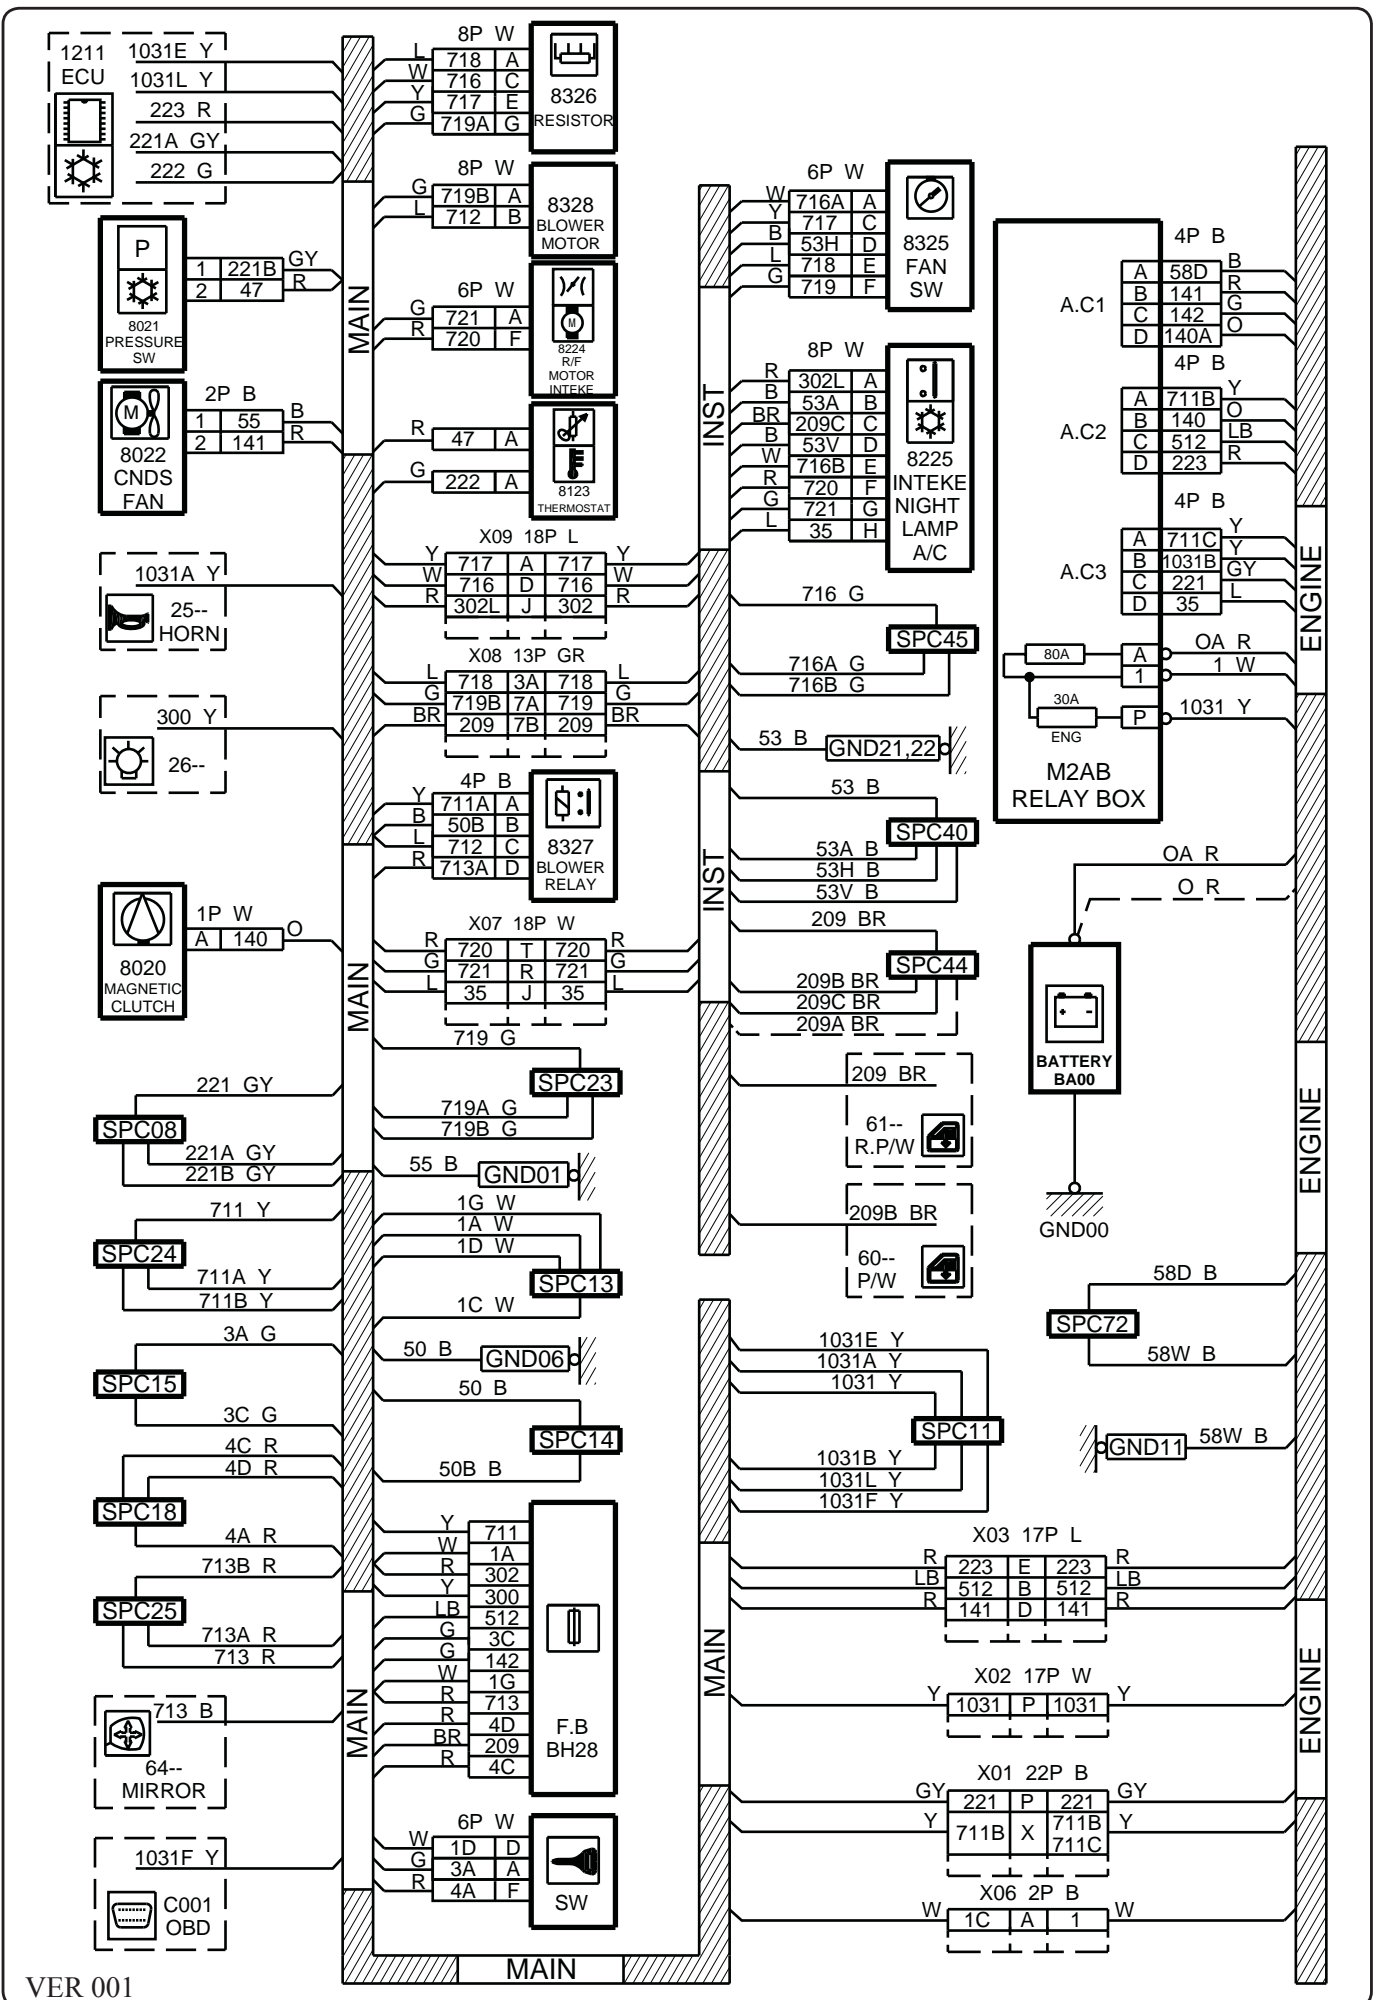 1211
ECU
1031E Y
1031L Y
223 R
221A GY
222 G
P
8021
PRESSURE
SW
1 221B GY
2 47 R
M
8022
CNDS
FAN
2P B
1 55 B
2 141 R
1031A Y
25--
HORN
300 Y
26--
8020
MAGNETIC
CLUTCH
1P W
A 140 O
221 GY
SPC08
221A GY
221B GY
711 Y
SPC24
711A Y
711B Y
3A G
SPC15
3C G
4C R
4D R
SPC18
4A R
713B R
SPC25
713A R
713 R
713 B
64--
MIRROR
1031F Y
C001
OBD
VER 001
MAIN
MAIN
MAIN
MAIN
8P W
L 718 A
W 716 C
Y 717 E
G 719A G
8326
RESISTOR
8P W
G 719B A
L 712 B
8328
BLOWER
MOTOR
6P W
G 721 A
R 720 F
M
8224
R/F
MOTOR
INTEKE
R 47 A
G 222 A
8123
THERMOSTAT
X09 18P L
Y 717 A 717 Y
W 716 D 716 W
R 302L J 302 R
X08 13P GR
L 718 3A 718 L
G 719B 7A 719 G
BR 209 7B 209 BR
4P B
Y 711A A
B 50B B
L 712 C
R 713A D
8327
BLOWER
RELAY
X07 18P W
R 720 T 720 R
G 721 R 721 G
L 35 J 35 L
719 G
SPC23
719A G
719B G
55 B GND01
1G W
1A W
1D W
SPC13
1C W
50 B GND06
50 B
SPC14
50B B
Y 711
W 1A
R 302
Y 300
LB 512
G 3C
G 142
W 1G
R 713
R 4D
BR 209
R 4C
F.B
BH28
6P W
W 1D D
G 3A A
R 4A F
SW
INST
INST
MAIN
6P W
W 716A A
Y 717 C
B 53H D
L 718 E
G 719 F
8325
FAN
SW
8P W
R 302L A
B 53A B
BR 209C C
B 53V D
W 716B E
R 720 F
G 721 G
L 35 H
8225
INTEKE
NIGHT
LAMP
A/C
716 G
SPC45
716A G
716B G
53 B GND21,22
53 B
SPC40
53A B
53H B
53V B
209 BR
SPC44
209B BR
209C BR
209A BR
209 BR
61--
R.P/W
209B BR
60--
P/W
1031E Y
1031A Y
1031 Y
SPC11
1031B Y
1031L Y
1031F Y
X03 17P L
R 223 E 223 R
LB 512 B 512 LB
R 141 D 141 R
X02 17P W
Y 1031 P 1031 Y
X01 22P B
GY 221 P 221 GY
Y 711B X 711B Y
711C
X06 2P B
W 1C A 1 W
4P B
A.C1
A 58D B
B 141 R
C 142 G
D 140A O
4P B
A.C2
A 711B Y
B 140 O
C 512 LB
D 223 R
4P B
A.C3
A 711C Y
B 1031B Y
C 221 GY
D 35 L
80A A OA R
1 1 W
30A P 1031 Y
ENG
M2AB
RELAY BOX
OA R
O R
BATTERY
BA00
GND00
58D B
SPC72
58W B
GND11 58W B
ENGINE
ENGINE
ENGINE